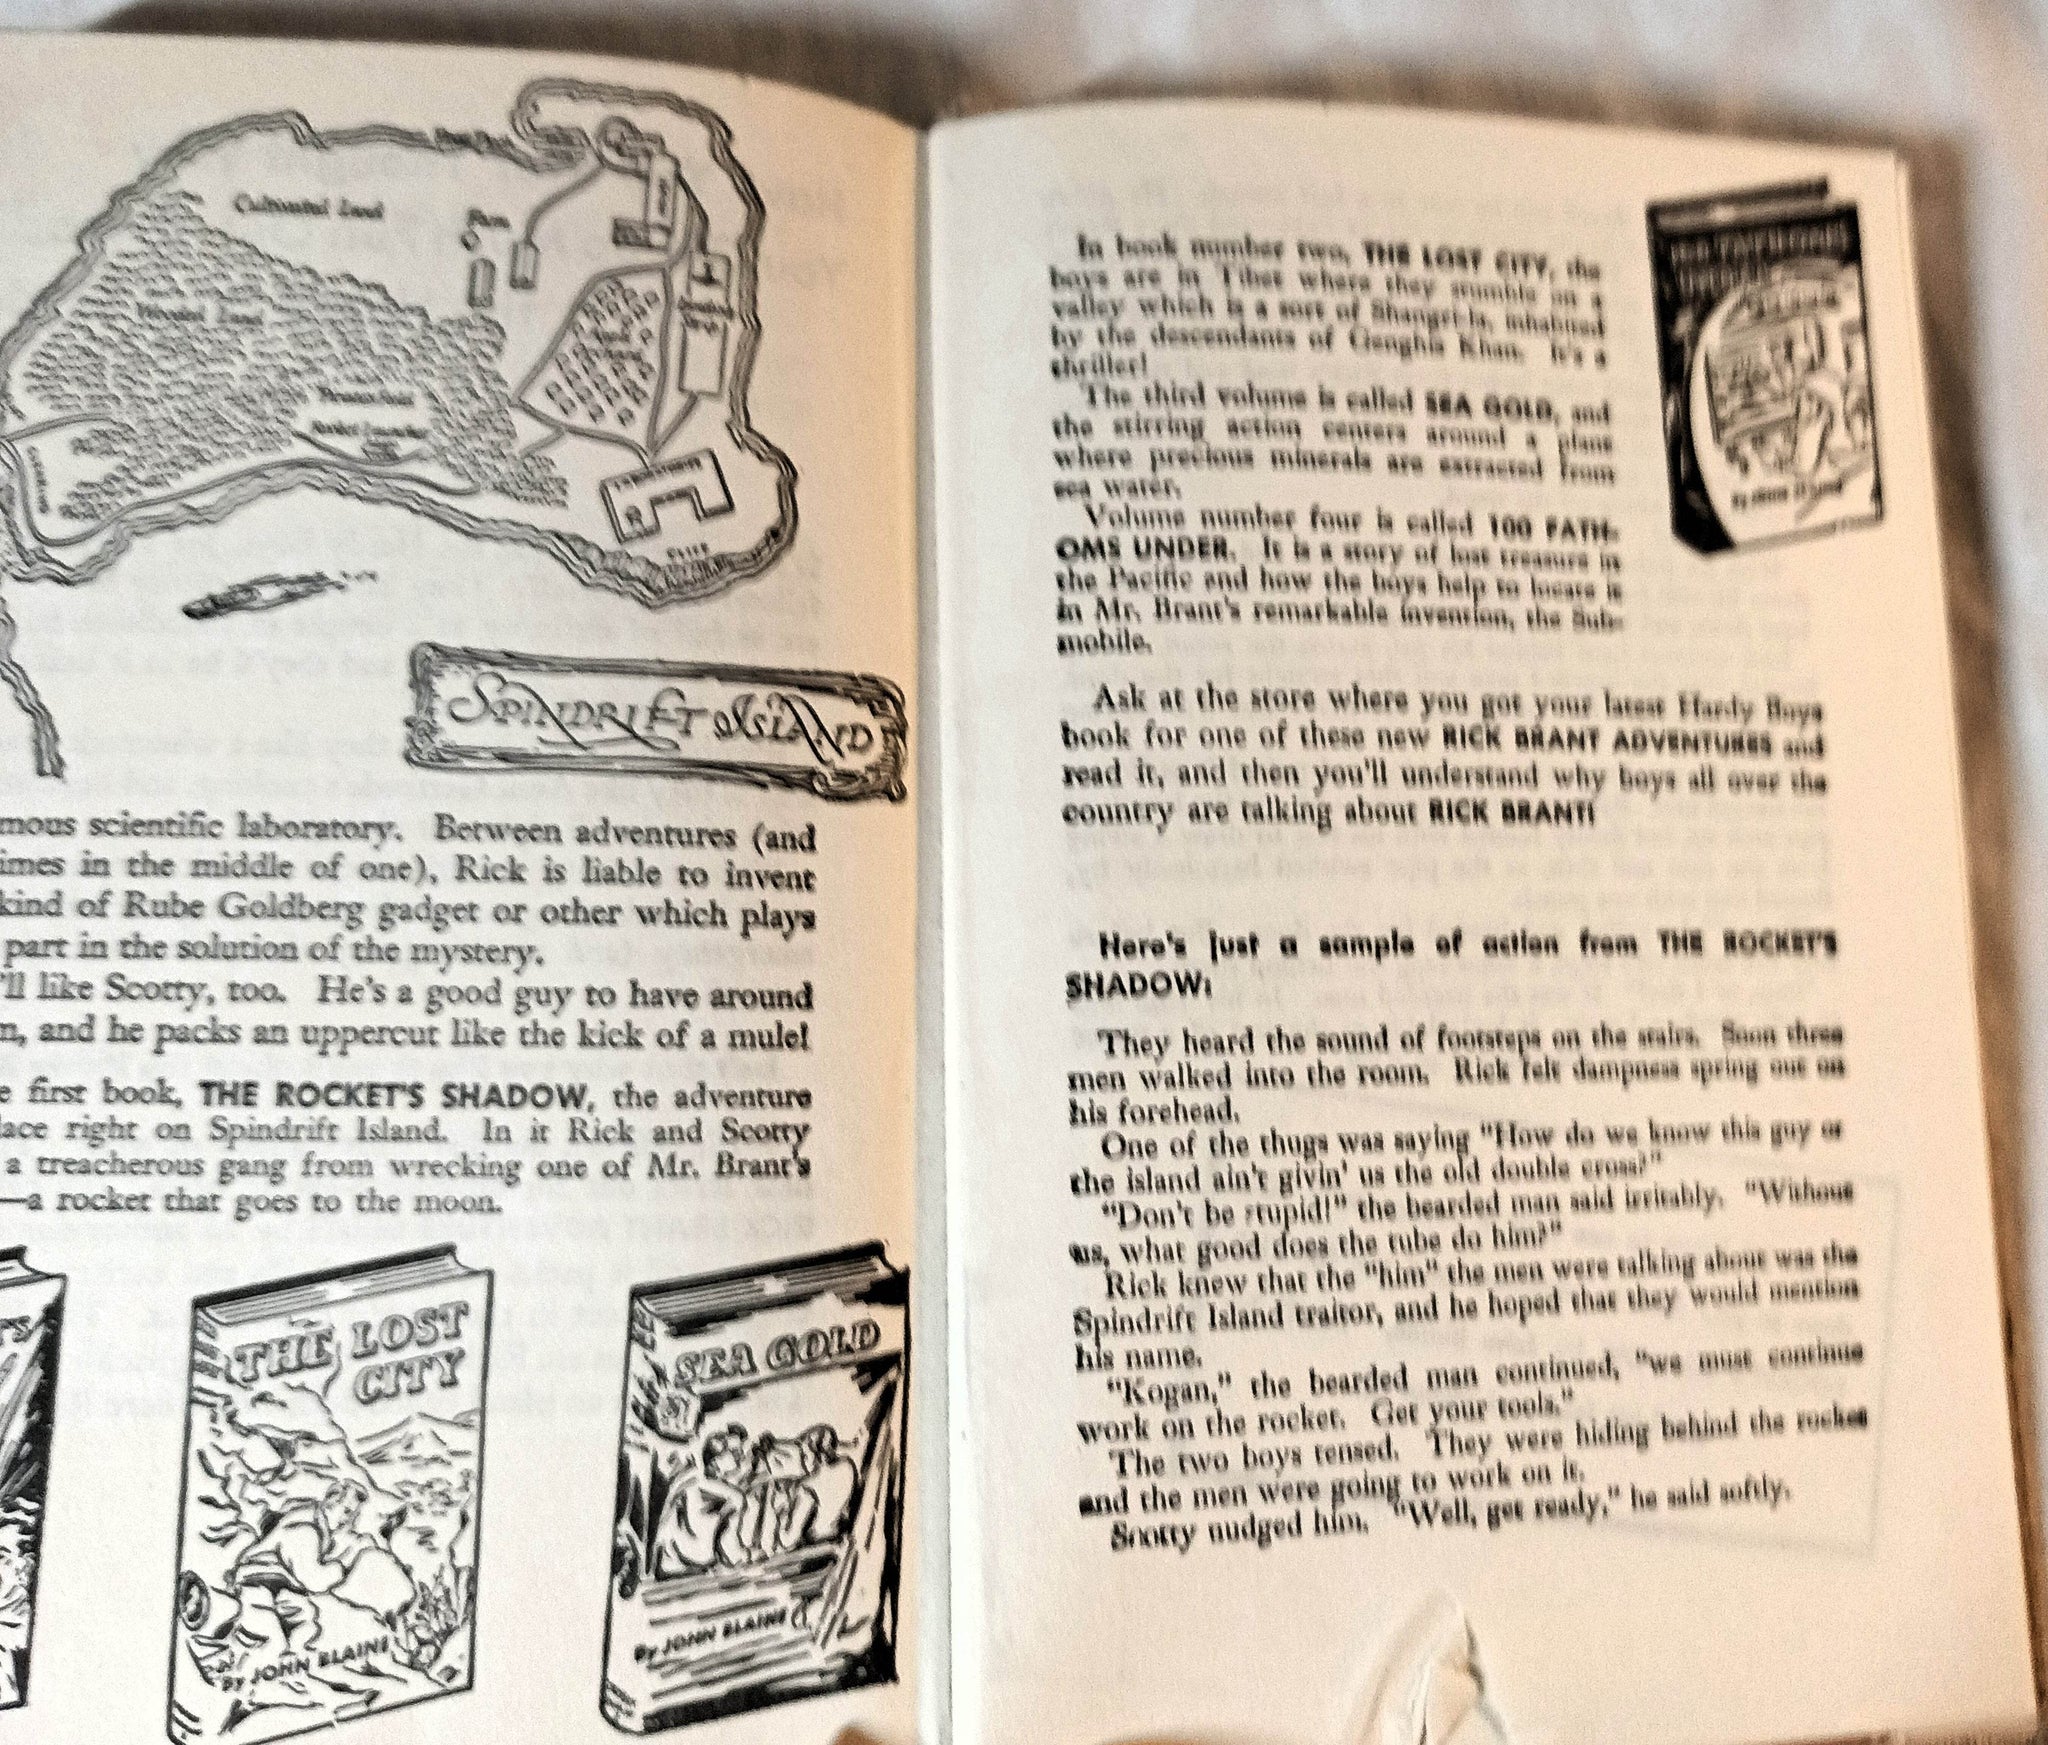 Cultivated Land
Farm
Wooded Land
Rocket Launcher
LABORATORIES
CLIFF
SPINDRIFT ISLAND
mous scientific laboratory. Between adventures (and
imes in the middle of one), Rick is liable to invent
kind of Rube Goldberg gadget or other which plays
part in the solution of the mystery.
'll like Scotty, too. He's a good guy to have around
n, and he packs an uppercut like the kick of a mule!
e first book, THE ROCKET'S SHADOW, the adventure
lace right on Spindrift Island. In it Rick and Scotty
a treacherous gang from wrecking one of Mr. Brant's
—a rocket that goes to the moon.
THE LOST
CITY
BY JOHN BLAINE
SEA GOLD
By JOHN BLAINE
In book number two, THE LOST CITY, the
boys are in Tibet where they stumble on a
valley which is a sort of Shangri-la, inhabited
by the descendants of Genghis Khan. It's a
thriller!
The third volume is called SEA GOLD, and
the stirring action centers around a plant
where precious minerals are extracted from
sea water.
Volume number four is called 100 FATH-
OMS UNDER. It is a story of lost treasure in
the Pacific and how the boys help to locate it
in Mr. Brant's remarkable invention, the Sub-
mobile.
Ask at the store where you got your latest Hardy Boys
book for one of these new RICK BRANT ADVENTURES and
read it, and then you'll understand why boys all over the
country are talking about RICK BRANT!
Here's just a sample of action from THE ROCKET'S
SHADOW:
They heard the sound of footsteps on the stairs. Soon three
men walked into the room. Rick felt dampness spring out on
his forehead.
One of the thugs was saying "How do we know this guy on
the island ain't givin' us the old double cross?"
"Don't be stupid!" the bearded man said irritably. "Without
us, what good does the tube do him?"
Rick knew that the "him" the men were talking about was the
Spindrift Island traitor, and he hoped that they would mention
his name.
"Kogan," the bearded man continued, "we must continue
work on the rocket. Get your tools."
The two boys tensed. They were hiding behind the rocket
and the men were going to work on it.
Scotty nudged him. "Well, get ready," he said softly.